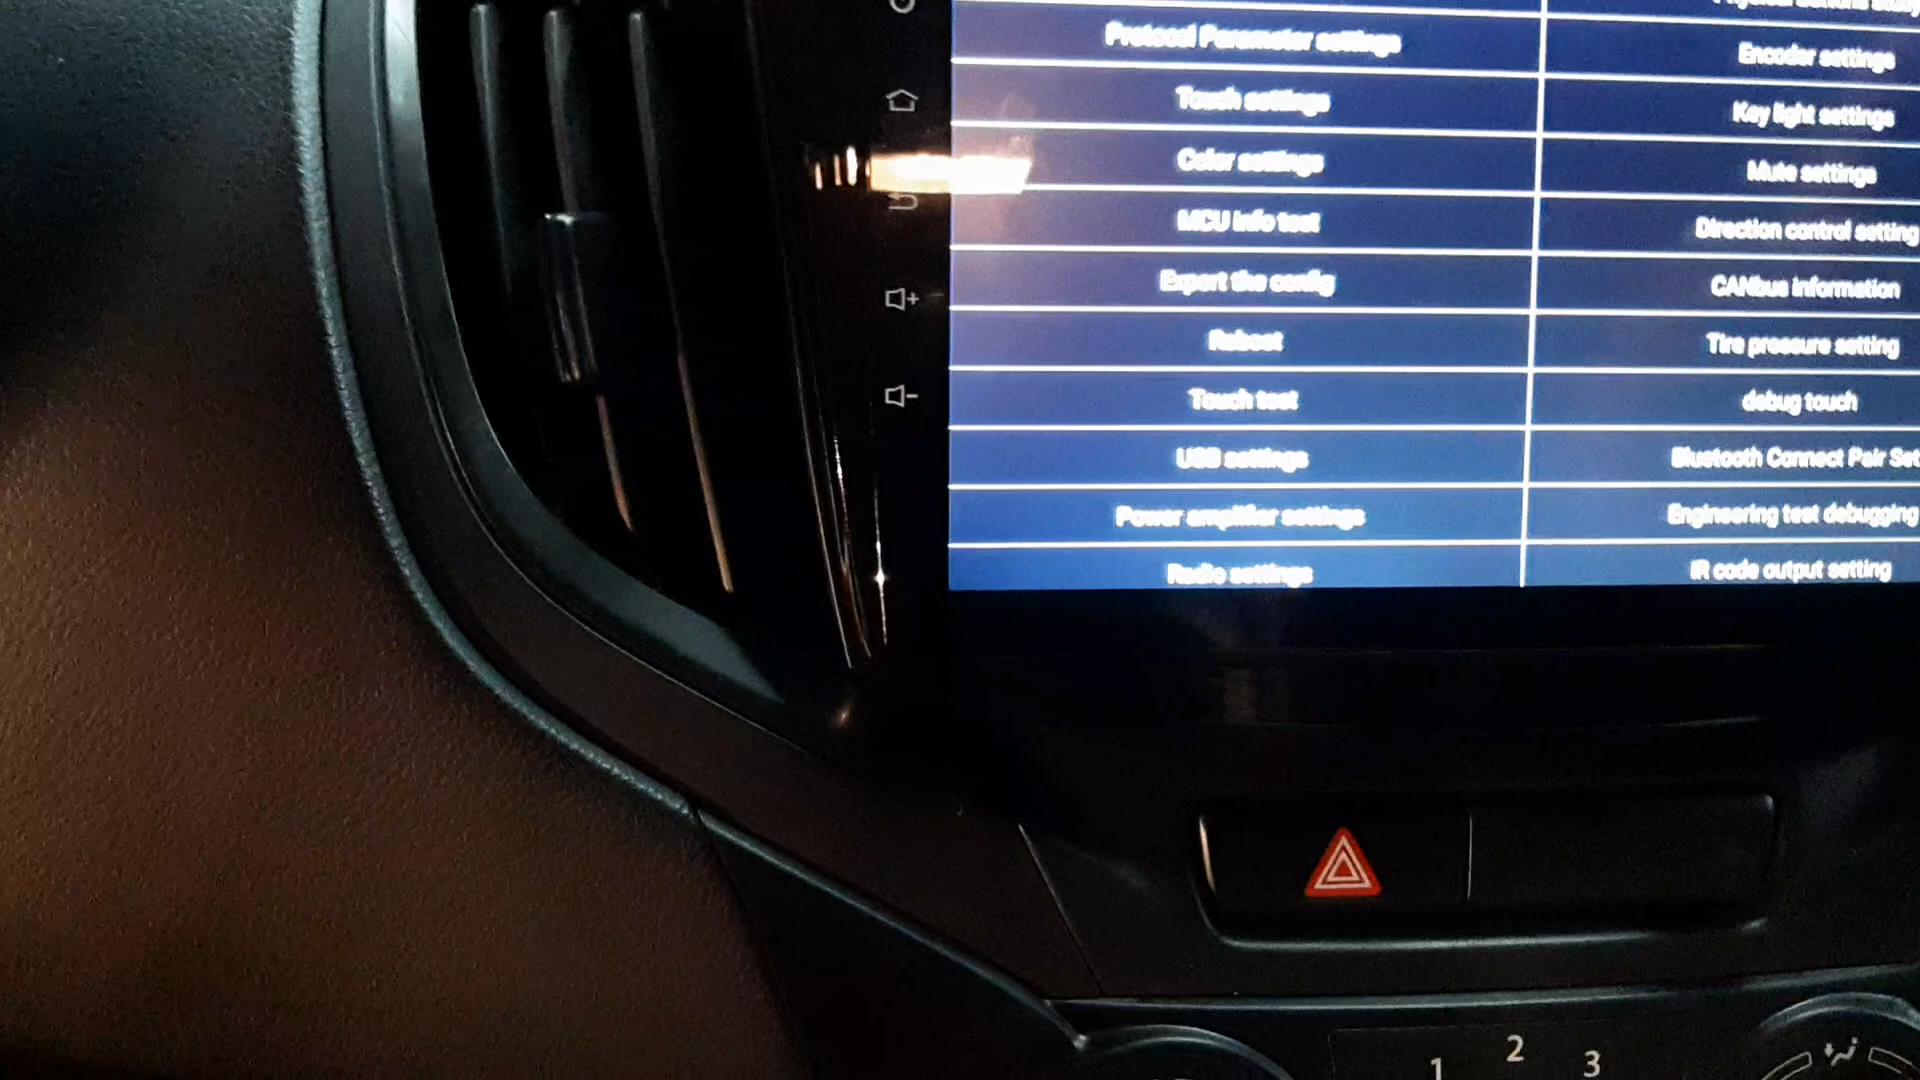 Protocol Parameter settings
Encoder settings
Touch settings
Key light settings
Color settings
Mute settings
MCU info test
Direction control setting
Export the config
CANbus information
Reboot
Tire pressure setting
Touch test
debug touch
USB settings
Bluetooth Connect Pair Set
Power amplifier settings
Engineering test debugging
Radio settings
IR code output setting
1 2 3